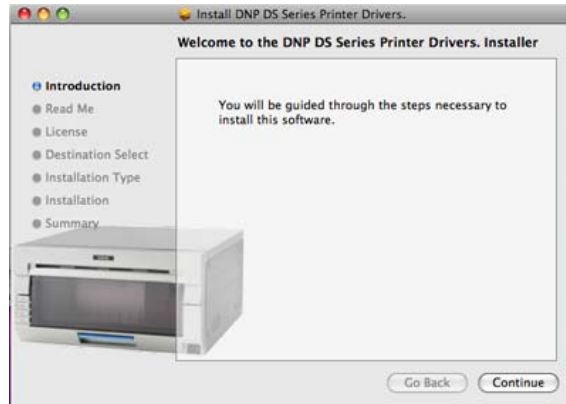 Install DNP DS Series Printer Drivers.
Welcome to the DNP DS Series Printer Drivers. Installer
Introduction
Read Me
License
Destination Select
Installation Type
Installation
Summary
You will be guided through the steps necessary to
install this software.
Go Back
Continue